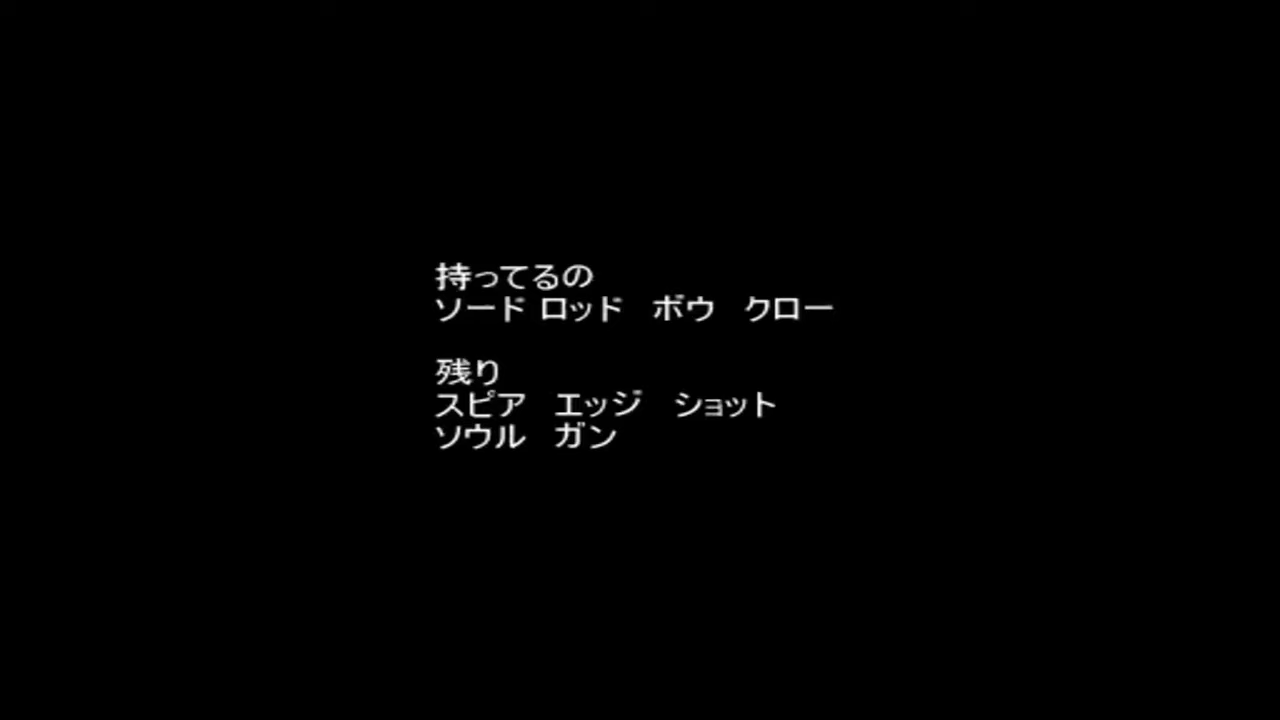 持ってるの
ソード ロッド　ボウ　クロー
残り
スピア　エッジ　ショット
ソウル　ガン